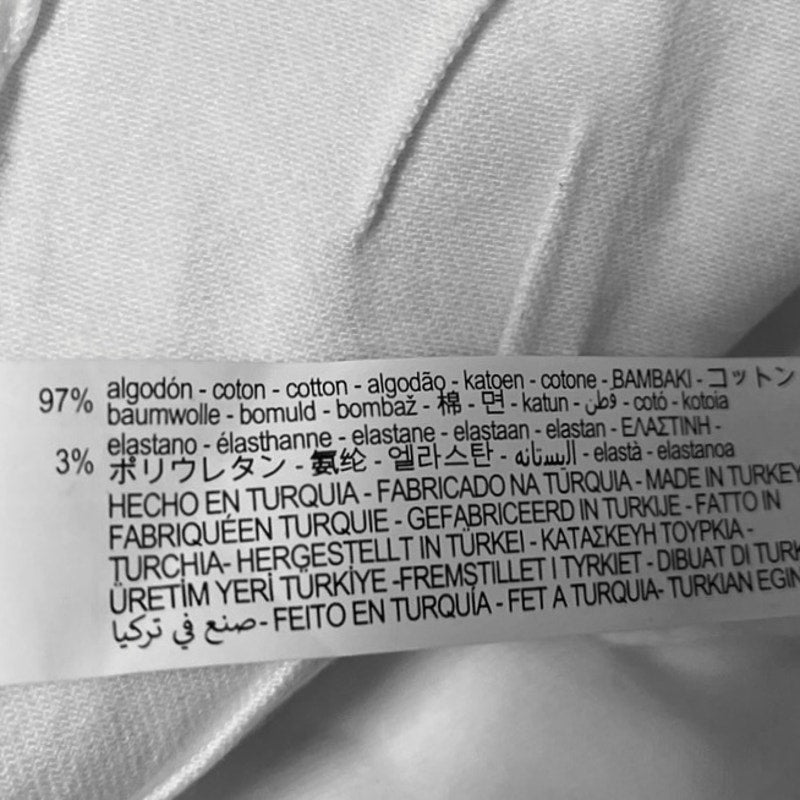 97% algodón - coton - cotton - algodão - katoen - cotone - BAMBAKI - コットン
baumwolle - bomuld - bombaž - 棉 - 면 - katun - قطن - cotó - kotoia
3% elastano - élasthanne - elastane - elastaan - elastan - ΕΛΑΣΤΙΝΗ -
ポリウレタン - 氨纶 - 엘라스탄 - اليستانه - elastà - elastanoa
HECHO EN TURQUIA - FABRICADO NA TURQUIA - MADE IN TURKEY
FABRIQUÉEN TURQUIE - GEFABRICEERD IN TURKIJE - FATTO IN
TURCHIA- HERGESTELLT IN TÜRKEI - ΚΑΤΑΣΚΕΥΗ ΤΟΥΡΚΙΑ -
ÜRETİM YERİ TÜRKİYE -FREMSTILLET I TYRKIET - DIBUAT DI TURK
صنع في تركيا - FEITO EN TURQUÍA - FET A TURQUIA- TURKIAN EGIN